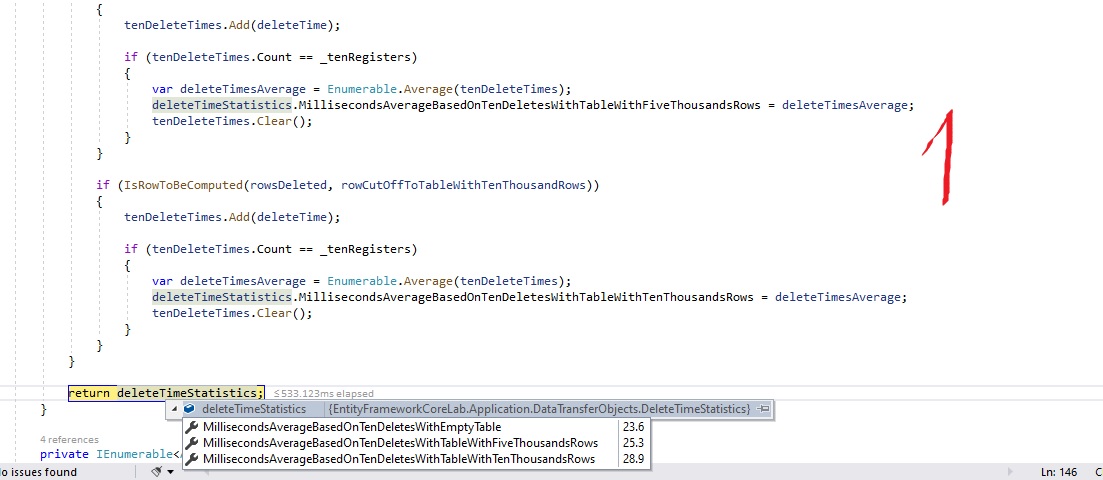 {
tenDeleteTimes.Add(deleteTime);
if (tenDeleteTimes.Count == _tenRegisters)
{
var deleteTimesAverage = Enumerable.Average(tenDeleteTimes);
deleteTimeStatistics.MillisecondsAverageBasedOnTenDeletesWithTableWithFiveThousandsRows = deleteTimesAverage;
tenDeleteTimes.Clear();
}
}
1
if (IsRowToBeComputed(rowsDeleted, rowCutOffToTableWithTenThousandRows))
{
tenDeleteTimes.Add(deleteTime);
if (tenDeleteTimes.Count == _tenRegisters)
{
var deleteTimesAverage = Enumerable.Average(tenDeleteTimes);
deleteTimeStatistics.MillisecondsAverageBasedOnTenDeletesWithTableWithTenThousandsRows = deleteTimesAverage;
tenDeleteTimes.Clear();
}
}
}
return deleteTimeStatistics; ≤533.123ms elapsed
}
deleteTimeStatistics {EntityFrameworkCoreLab.Application.DataTransferObjects.DeleteTimeStatistics}
MillisecondsAverageBasedOnTenDeletesWithEmptyTable 23.6
MillisecondsAverageBasedOnTenDeletesWithTableWithFiveThousandsRows 25.3
MillisecondsAverageBasedOnTenDeletesWithTableWithTenThousandsRows 28.9
4 references
private IEnumerable<
o issues found Ln: 146 C